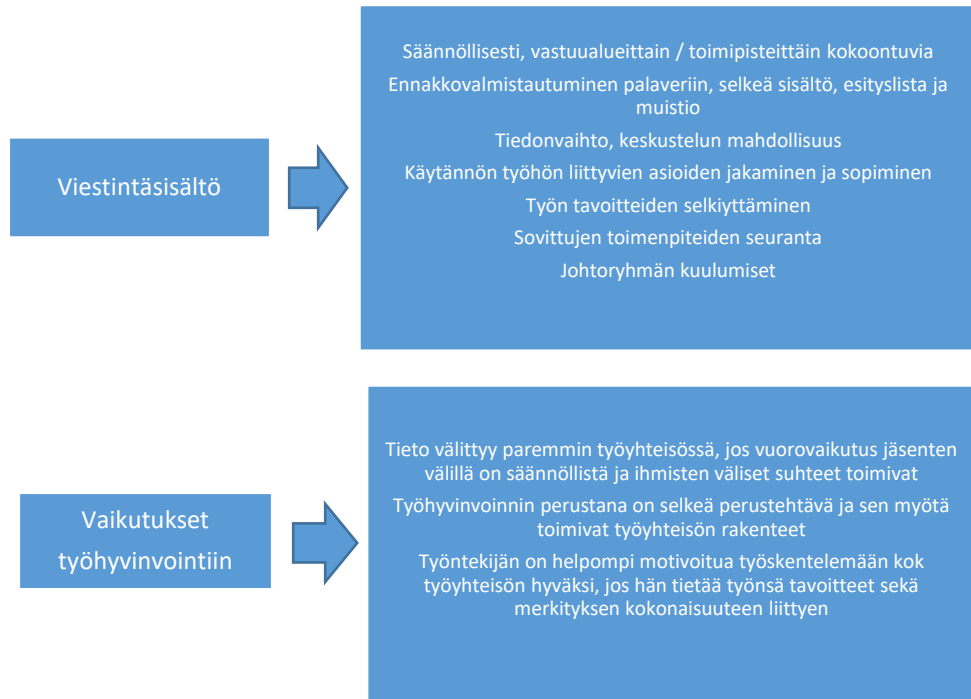 Viestintäsisältö
Säännöllisesti, vastuualueittain / toimipisteittäin kokoontuvia
Ennakkovalmistautuminen palaveriin, selkeä sisältö, esityslista ja
muistio
Tiedonvaihto, keskustelun mahdollisuus
Käytännön työhön liittyvien asioiden jakaminen ja sopiminen
Työn tavoitteiden selkiyttäminen
Sovittujen toimenpiteiden seuranta
Johtoryhmän kuulumiset
Vaikutukset
työhyvinvointiin
Tieto välittyy paremmin työyhteisössä, jos vuorovaikutus jäsenten
välillä on säännöllistä ja ihmisten väliset suhteet toimivat
Työhyvinvoinnin perustana on selkeä perustehtävä ja sen myötä
toimivat työyhteisön rakenteet
Työntekijän on helpompi motivoitua työskentelemään kok
työyhteisön hyväksi, jos hän tietää työnsä tavoitteet sekä
merkityksen kokonaisuuteen liittyen